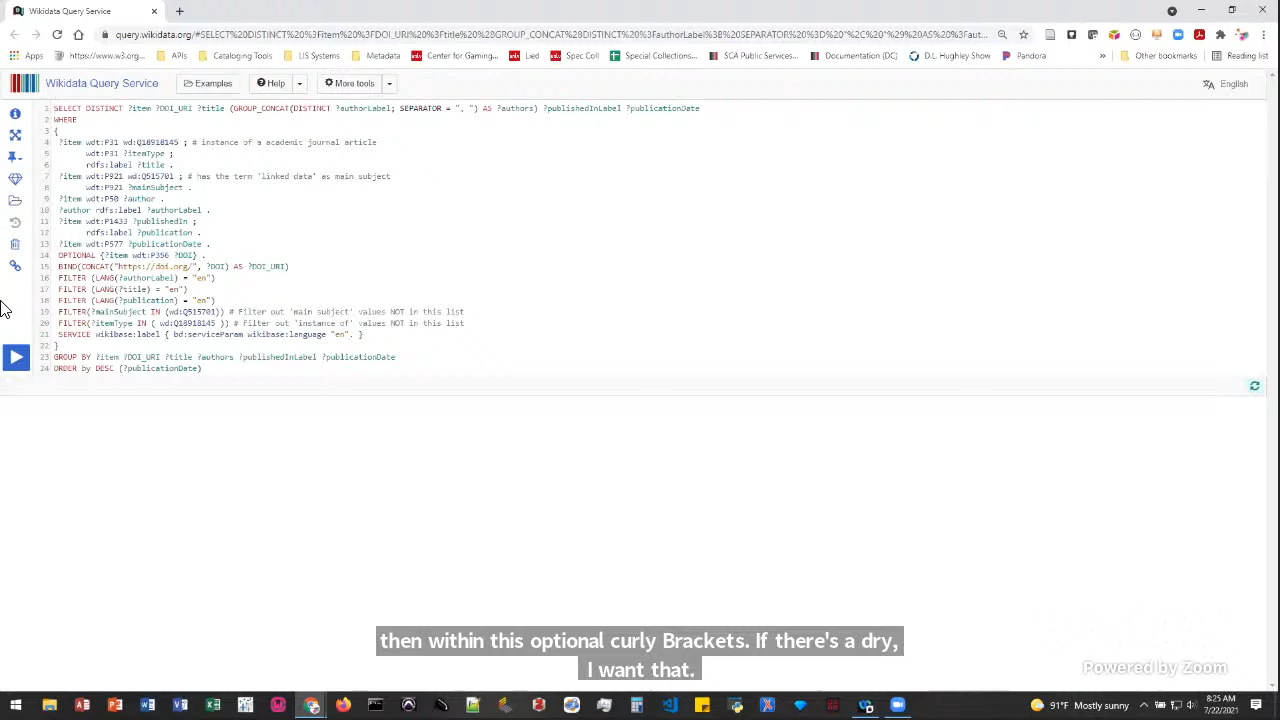 Wikidata Query Service
query.wikidata.org/#SELECT%20DISTINCT%20%3Fitem%20%3FDOI_URI%20%3Ftitle%20%28GROUP_CONCAT%28DISTINCT%20%3FauthorLabel%3B%20SEPARATOR%20%3D%20"%2C%20"%29%20AS%20%3Fauthors%29%20%3Faut...
Apps
https://www.w3.org...
APIs
Cataloging Tools
LIS Systems
Metadata
Center for Gaming...
Lied
Spec Coll
Special Collections...
SCA Public Services...
Documentation (DC)
D.L. Hughley Show
Pandora
»
Other bookmarks
Reading list
Wikidata Query Service
Examples
Help
More tools
English
1 SELECT DISTINCT ?item ?DOI_URI ?title (GROUP_CONCAT(DISTINCT ?authorLabel; SEPARATOR = ", ") AS ?authors) ?publishedInLabel ?publicationDate
2 WHERE
3 {
4 ?item wdt:P31 wd:Q18918145 ; # instance of a academic journal article
5 wdt:P31 ?itemType ;
6 rdfs:label ?title .
7 ?item wdt:P921 wd:Q515701 ; # has the term 'linked data' as main subject
8 wdt:P921 ?mainSubject .
9 ?item wdt:P50 ?author .
10 ?author rdfs:label ?authorLabel .
11 ?item wdt:P1433 ?publishedIn ;
12 rdfs:label ?publication .
13 ?item wdt:P577 ?publicationDate .
14 OPTIONAL {?item wdt:P356 ?DOI} .
15 BIND(CONCAT("https://doi.org/", ?DOI) AS ?DOI_URI)
16 FILTER (LANG(?authorLabel) = "en")
17 FILTER (LANG(?title) = "en")
18 FILTER (LANG(?publication) = "en")
19 FILTER(?mainSubject IN (wd:Q515701)) # Filter out 'main subject' values NOT in this list
20 FILTER(?itemType IN ( wd:Q18918145 )) # Filter out 'instance of' values NOT in this list
21 SERVICE wikibase:label { bd:serviceParam wikibase:language "en". }
22 }
23 GROUP BY ?item ?DOI_URI ?title ?authors ?publishedInLabel ?publicationDate
24 ORDER by DESC (?publicationDate)
then within this optional curly Brackets. If there's a dry,
I want that.
Powered by Zoom
91°F Mostly sunny
8:25 AM
7/22/2021